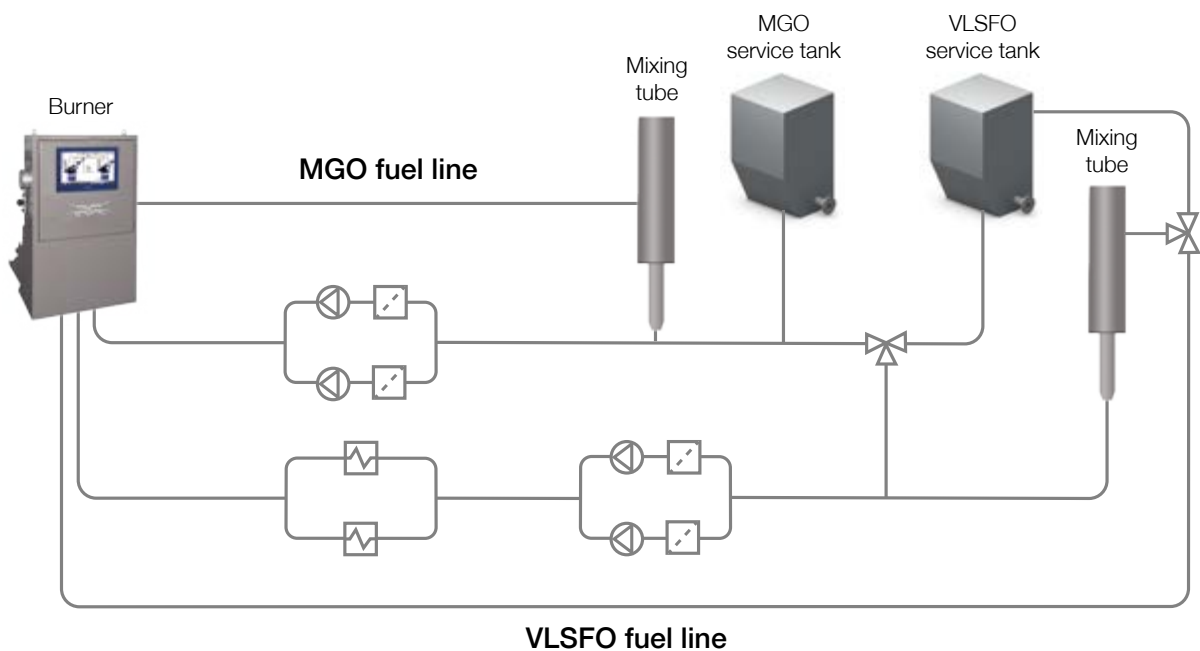 MGO
service tank
VLSFO
service tank
Mixing
tube
Burner
Mixing
tube
MGO fuel line
VLSFO fuel line